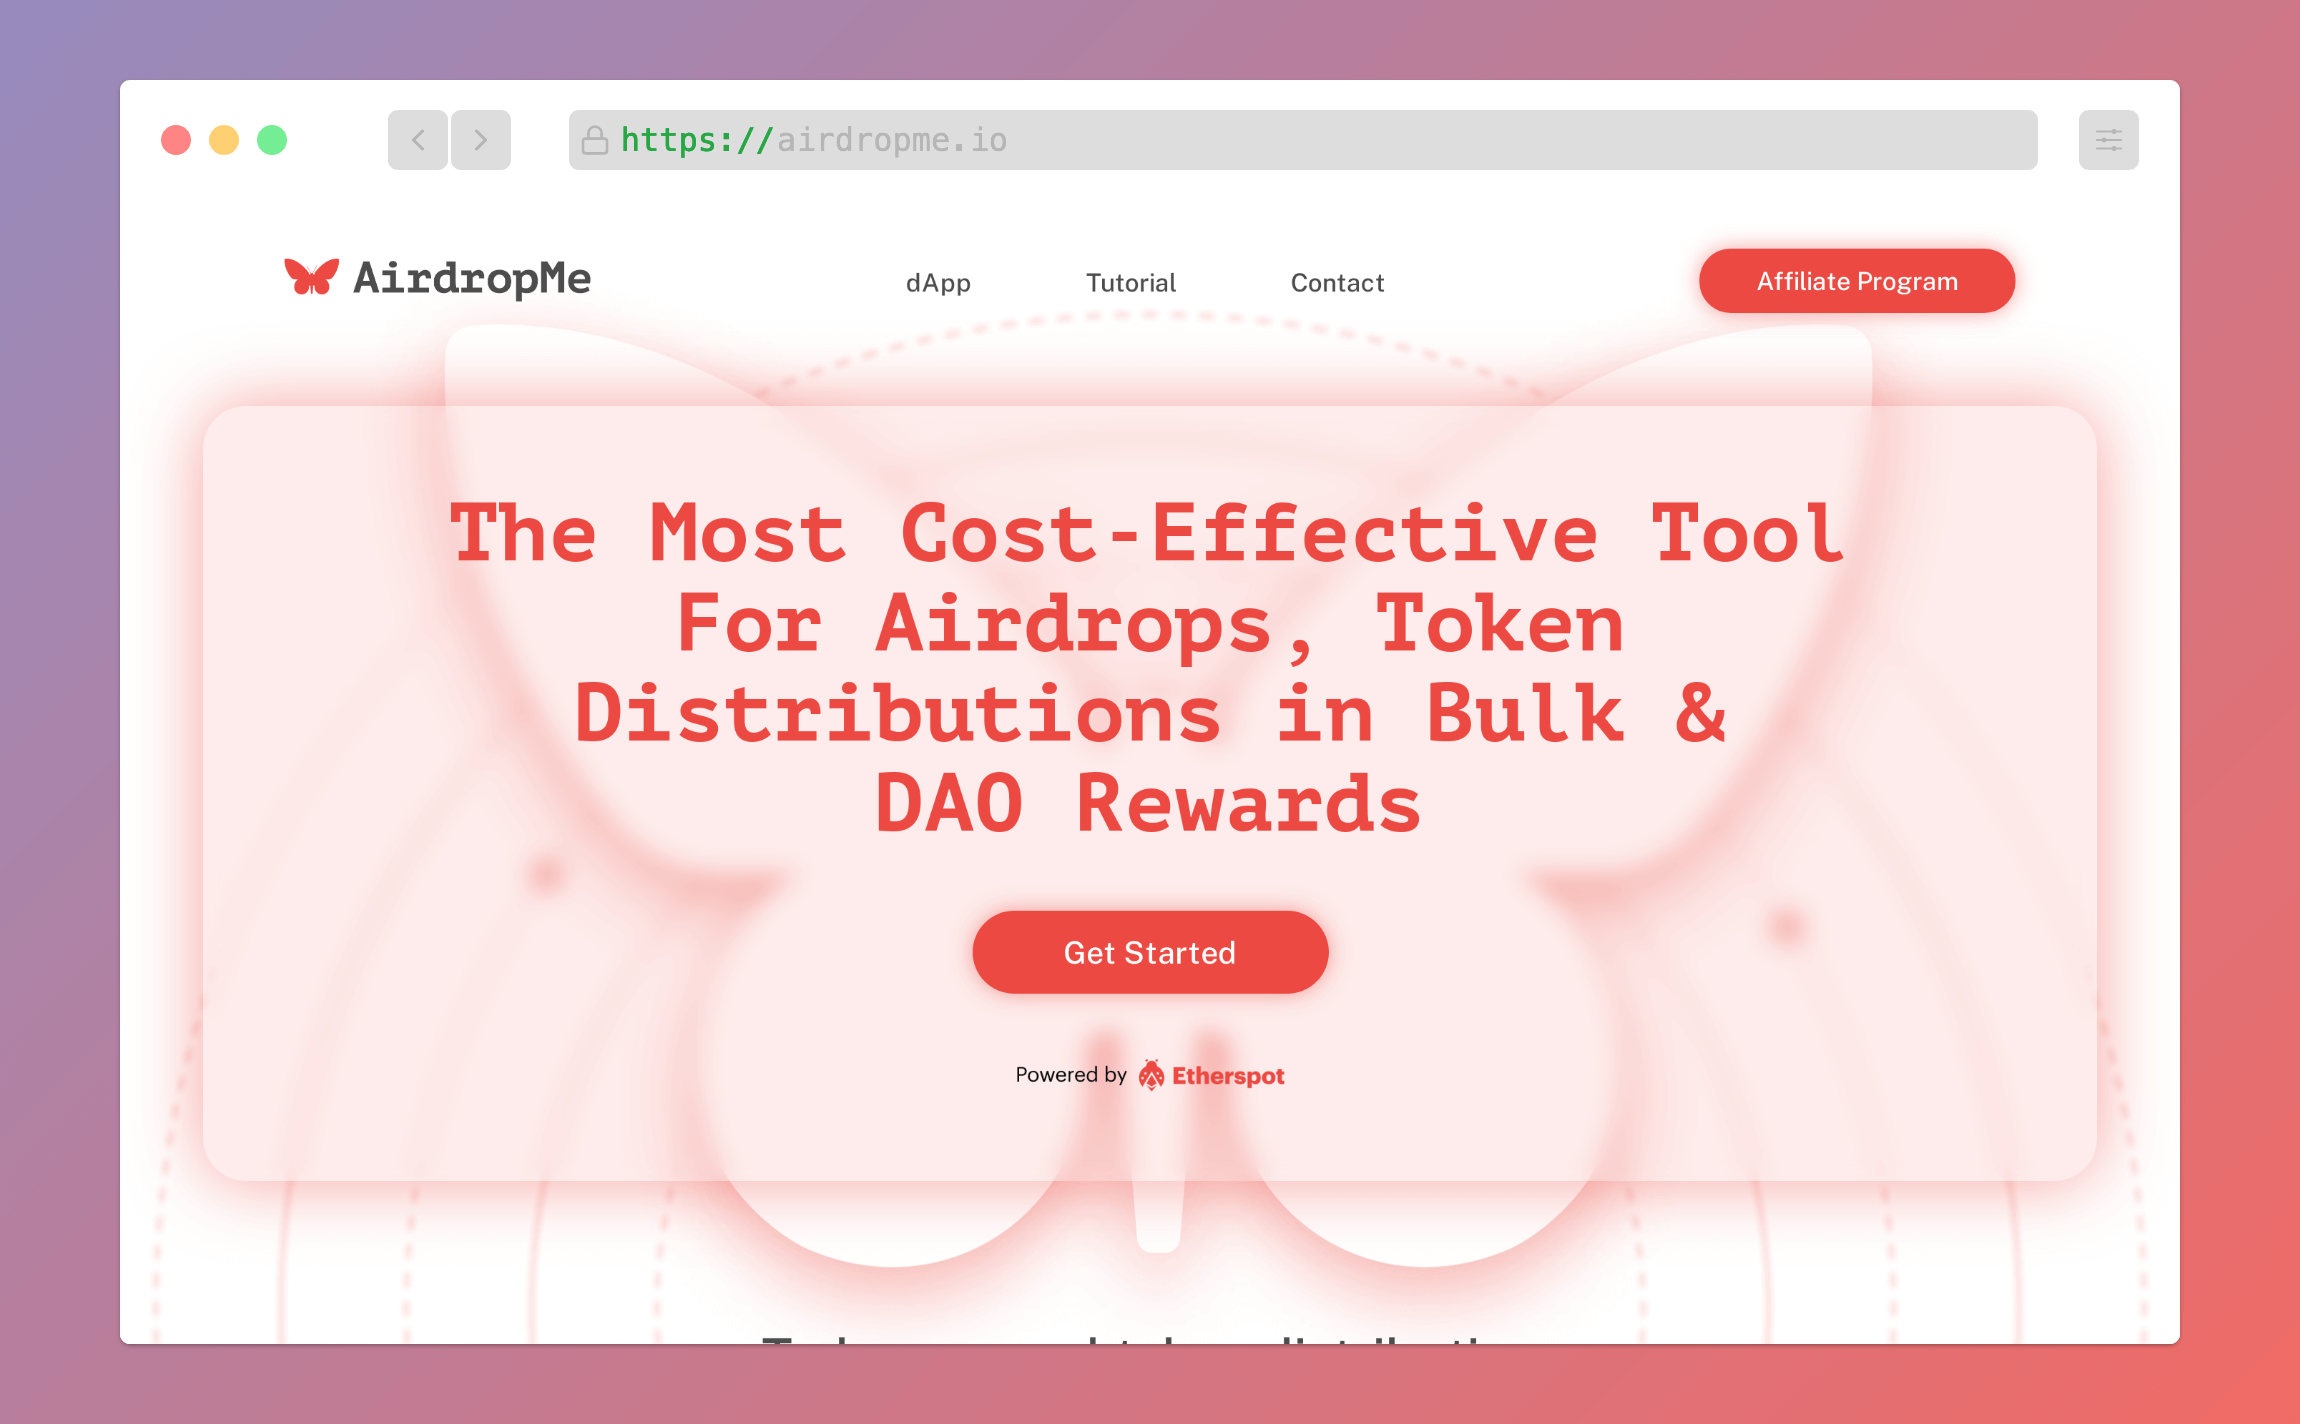 https://airdropme.io
AirdropMe
dApp
Tutorial
Contact
Affiliate Program
The Most Cost-Effective Tool
For Airdrops, Token
Distributions in Bulk &
DAO Rewards
Get Started
Powered by Etherspot